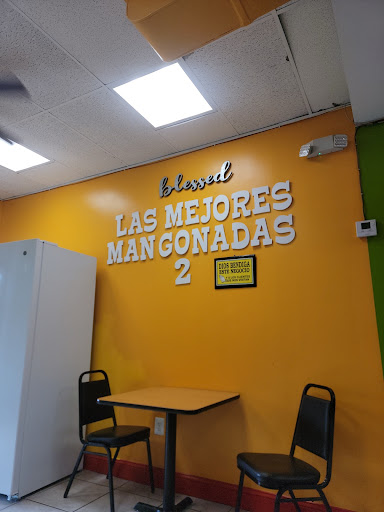 blessed
LAS MEJORES
MANGONADAS
2
DIOS BENDIGA
ESTE NEGOCIO